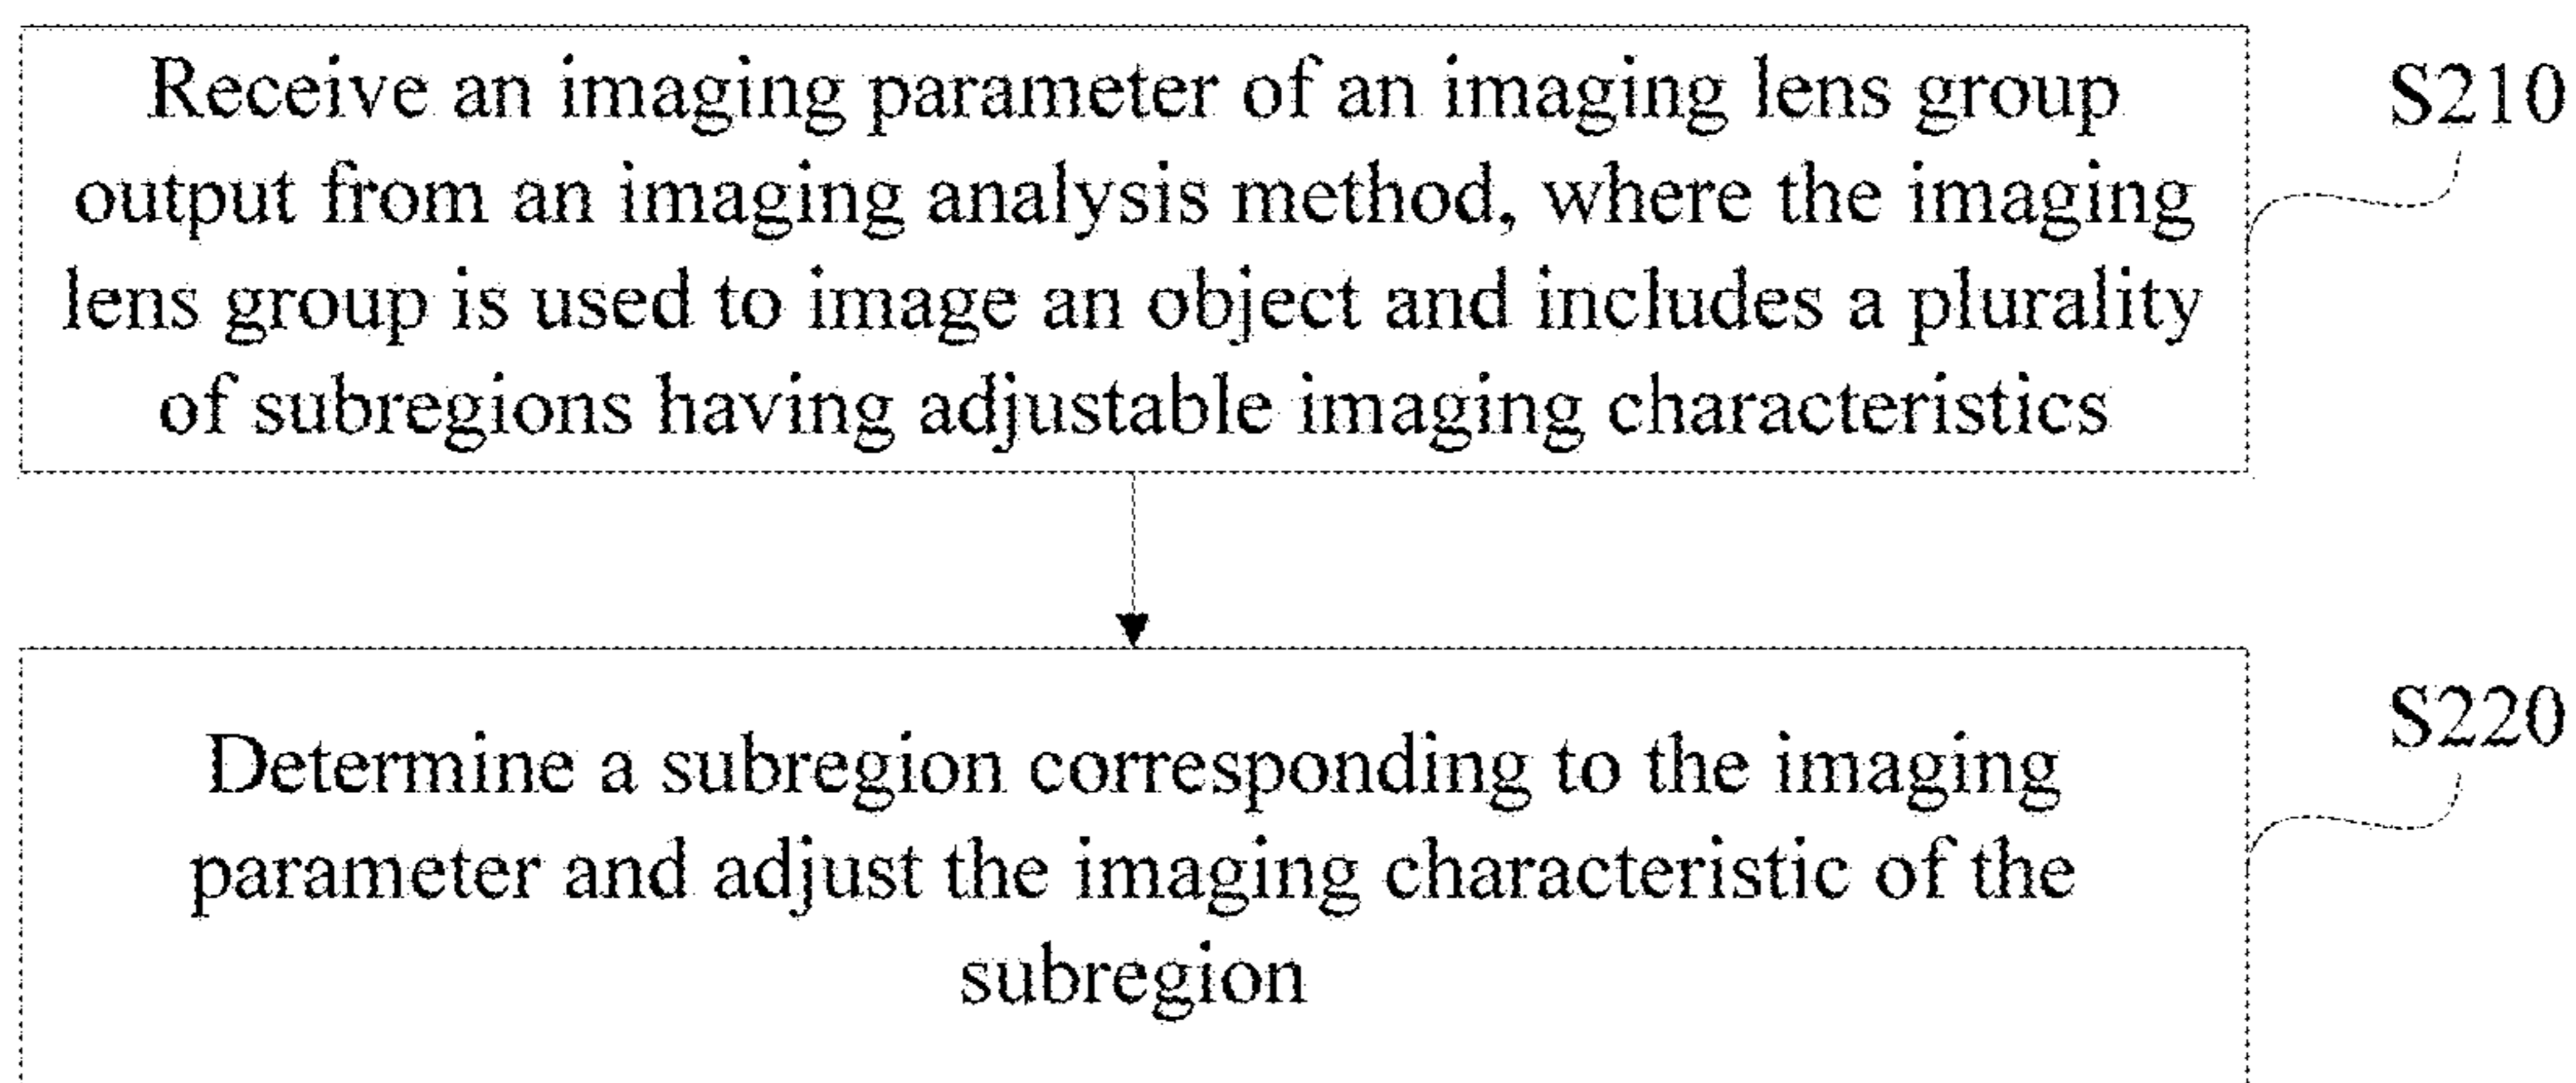 Receive an imaging parameter of an imaging lens group
S210
output from an imaging analysis method, where the imaging
lens group is used to image an object and includes a plurality
of subregions having adjustable imaging characteristics
S220
Determine a subregion corresponding to the imaging
parameter and adjust the imaging characteristic of the
subregion